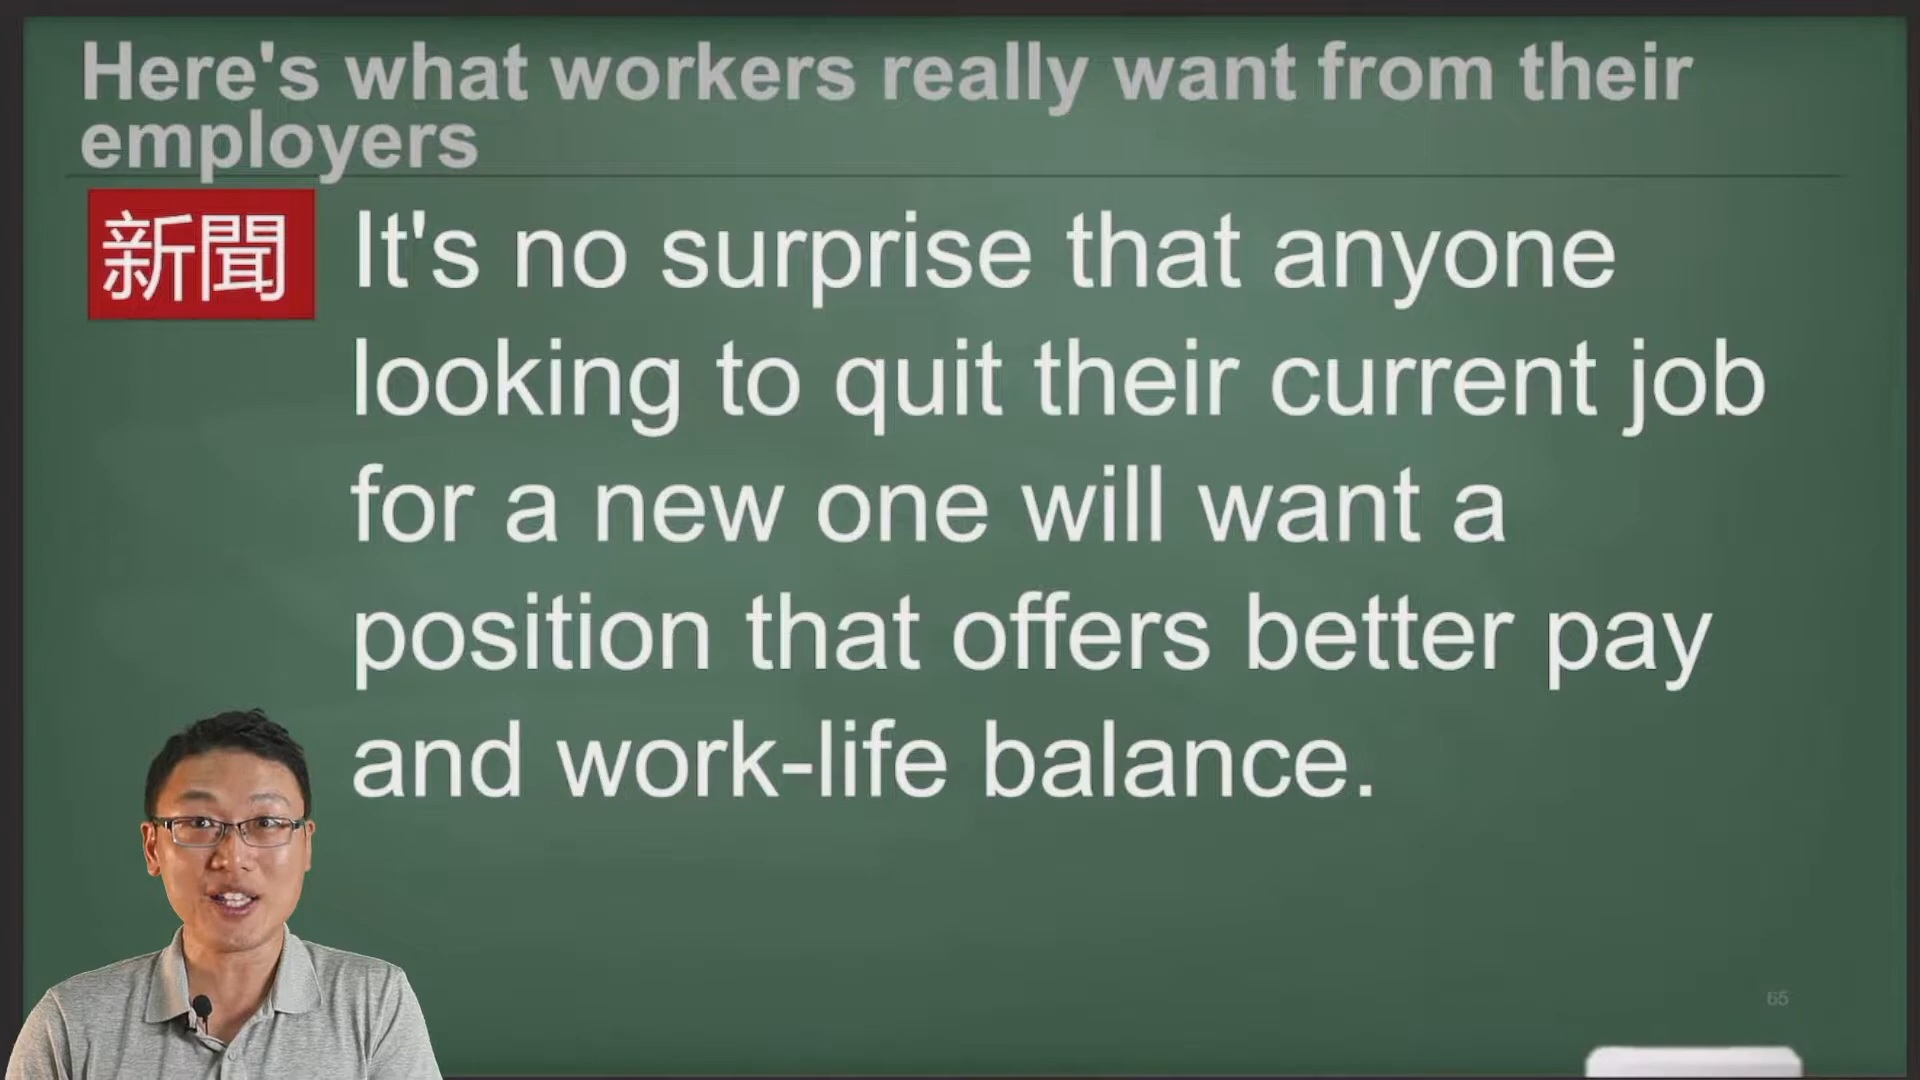 Here's what workers really want from their
employers
新聞
It's no surprise that anyone
looking to quit their current job
for a new one will want a
position that offers better pay
and work-life balance.
65